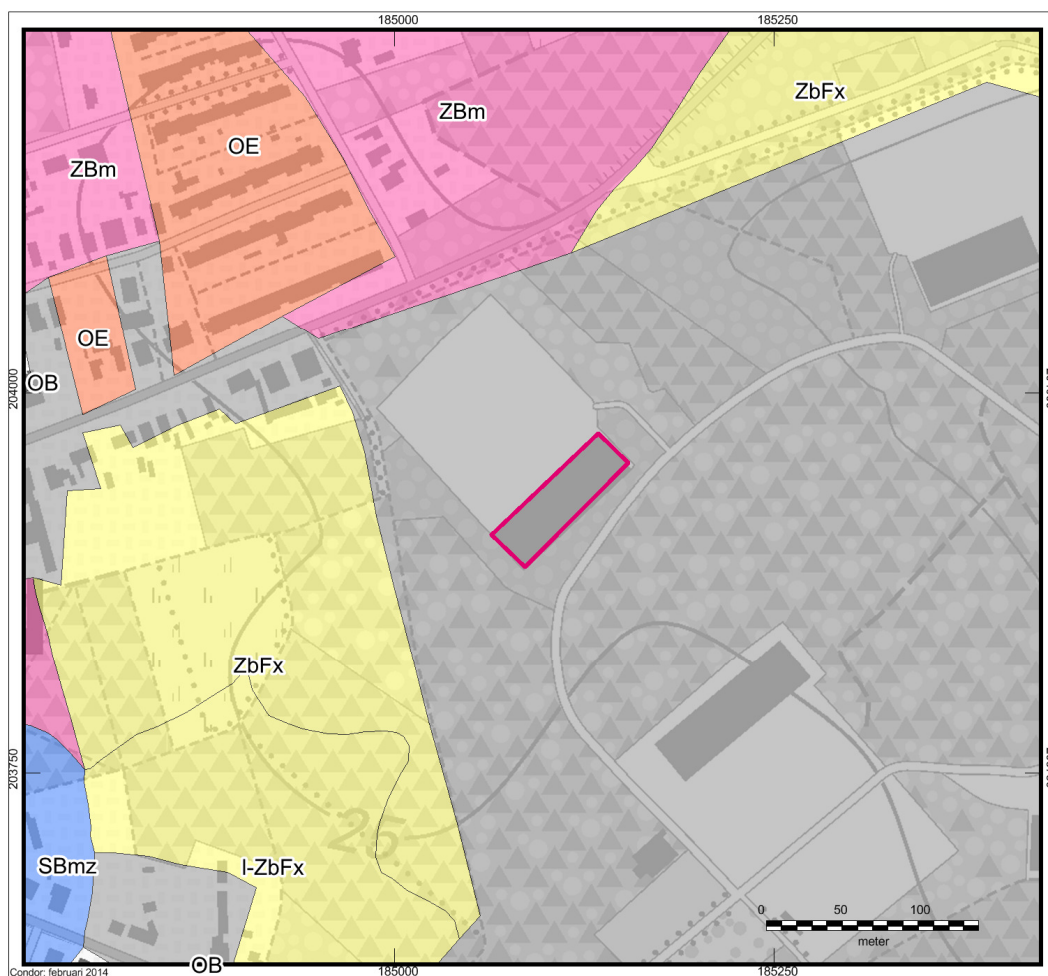 185000
185250
ZbFx
ZBm
OE
ZBm
OE
OB
204000
ZbFx
203750
25
SBmz
l-ZbFx
0
50
100
meter
OB
Condor: februari 2014
185000
185250